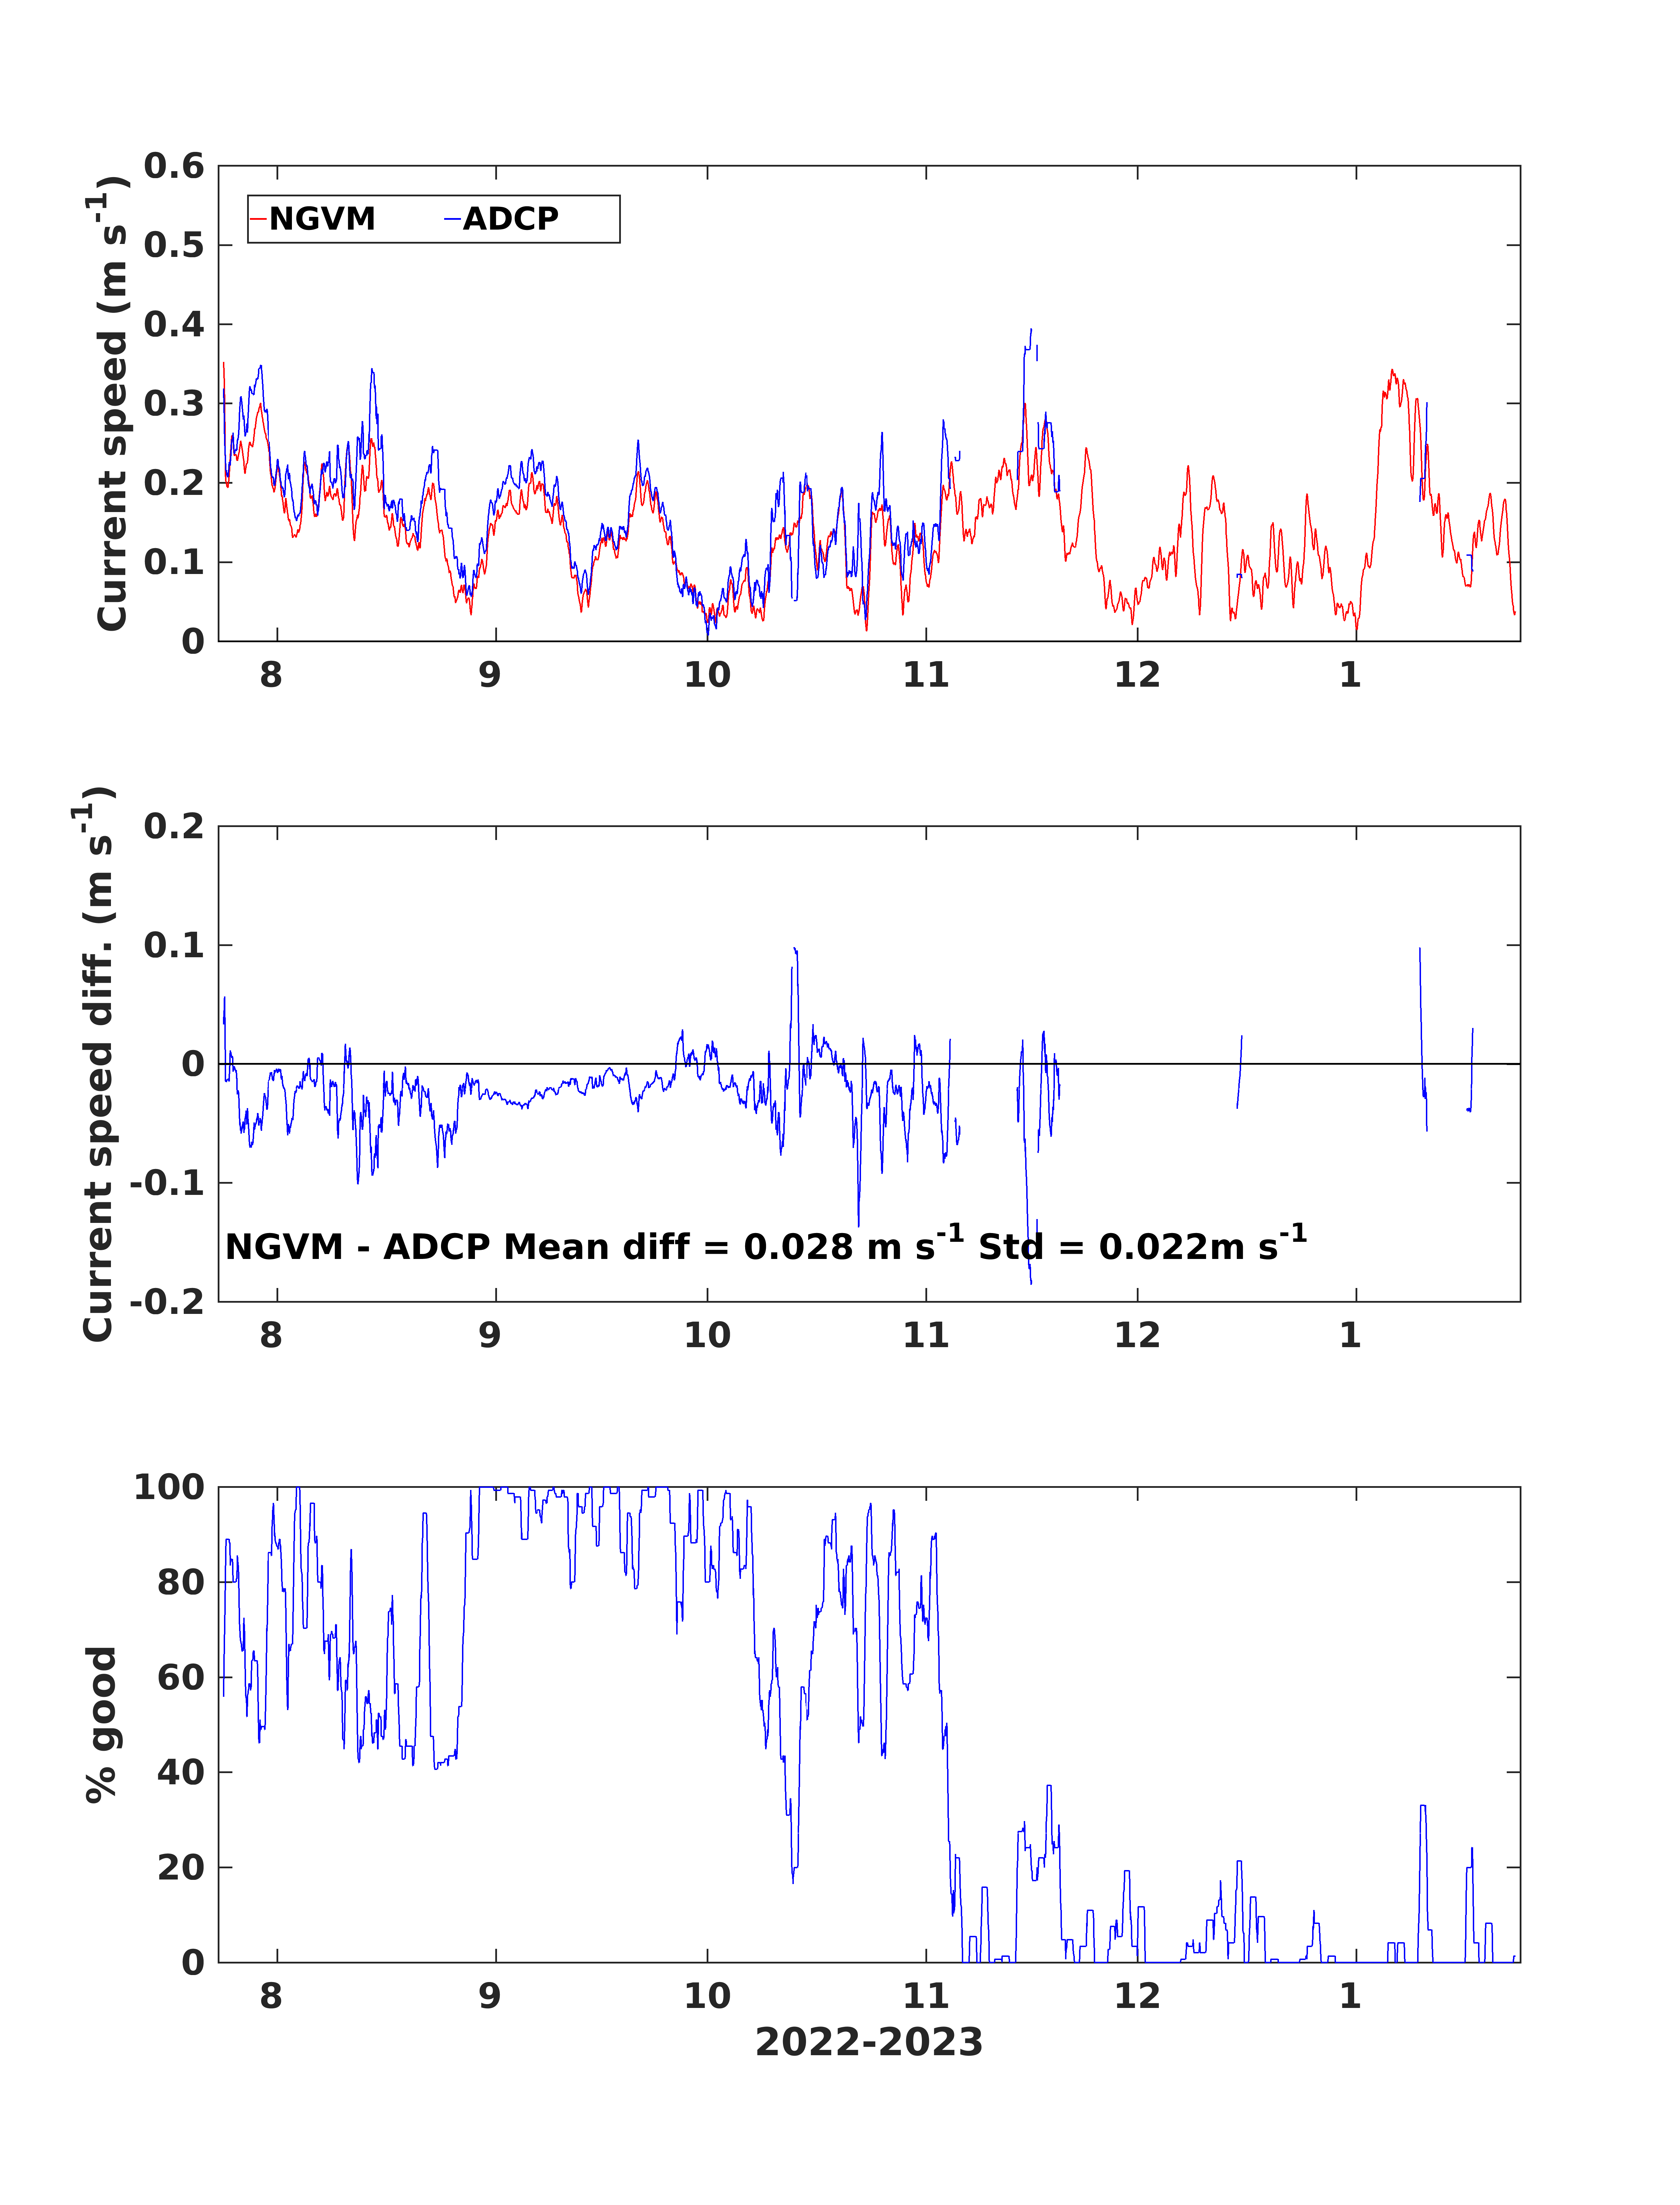 Current speed (m s-1)
0.6
0.5
0.4
0.3
0.2
0.1
0
NGVM ADCP
8 9 10 11 12 1
Current speed diff. (m s-1)
0.2
0.1
0
-0.1
-0.2
NGVM - ADCP Mean diff = 0.028 m s-1 Std = 0.022m s-1
8 9 10 11 12 1
% good
100
80
60
40
20
0
8 9 10 11 12 1
2022-2023